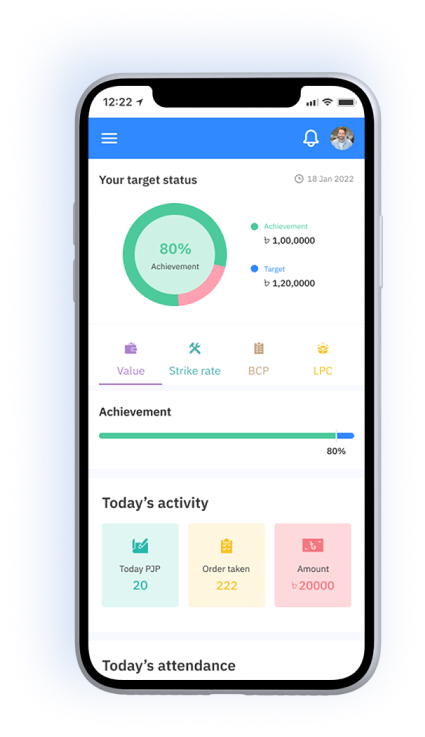 12:22
Your target status
18 Jan 2022
80%
Achievement
Achievement
৳ 1,00,0000
Target
৳ 1,20,0000
Value
Strike rate
BCP
LPC
Achievement
80%
Today's activity
Today PJP
20
Order taken
222
Amount
৳ 20000
Today's attendance